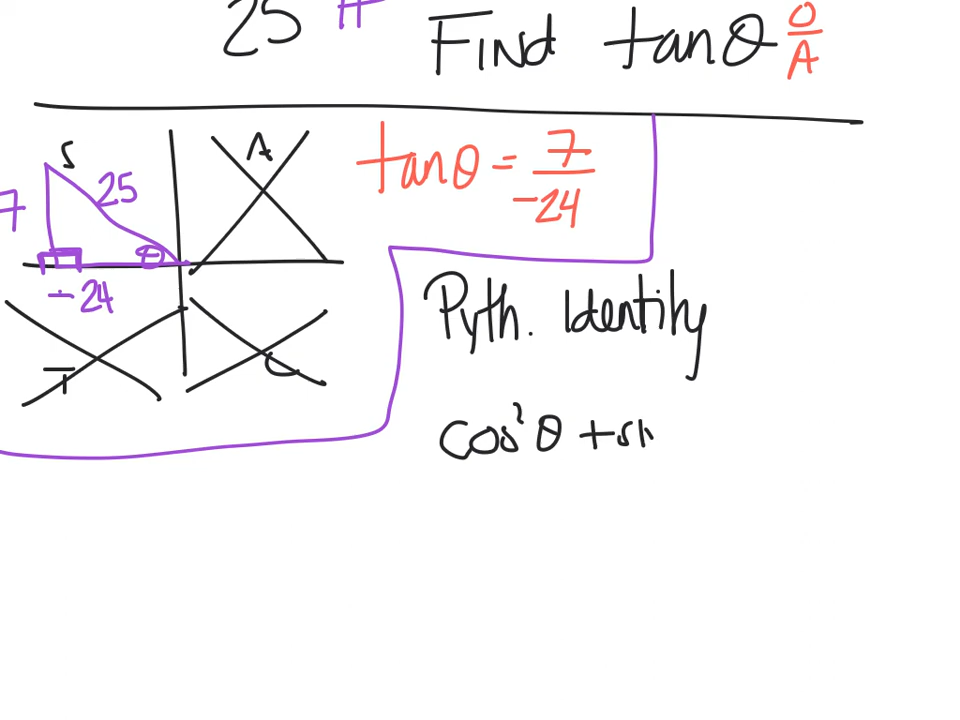 25 H
Find tanθ O/A
S
A
7
25
θ
-24
tanθ = 7/-24
T
C
Pyth. Identity
cos²θ + si